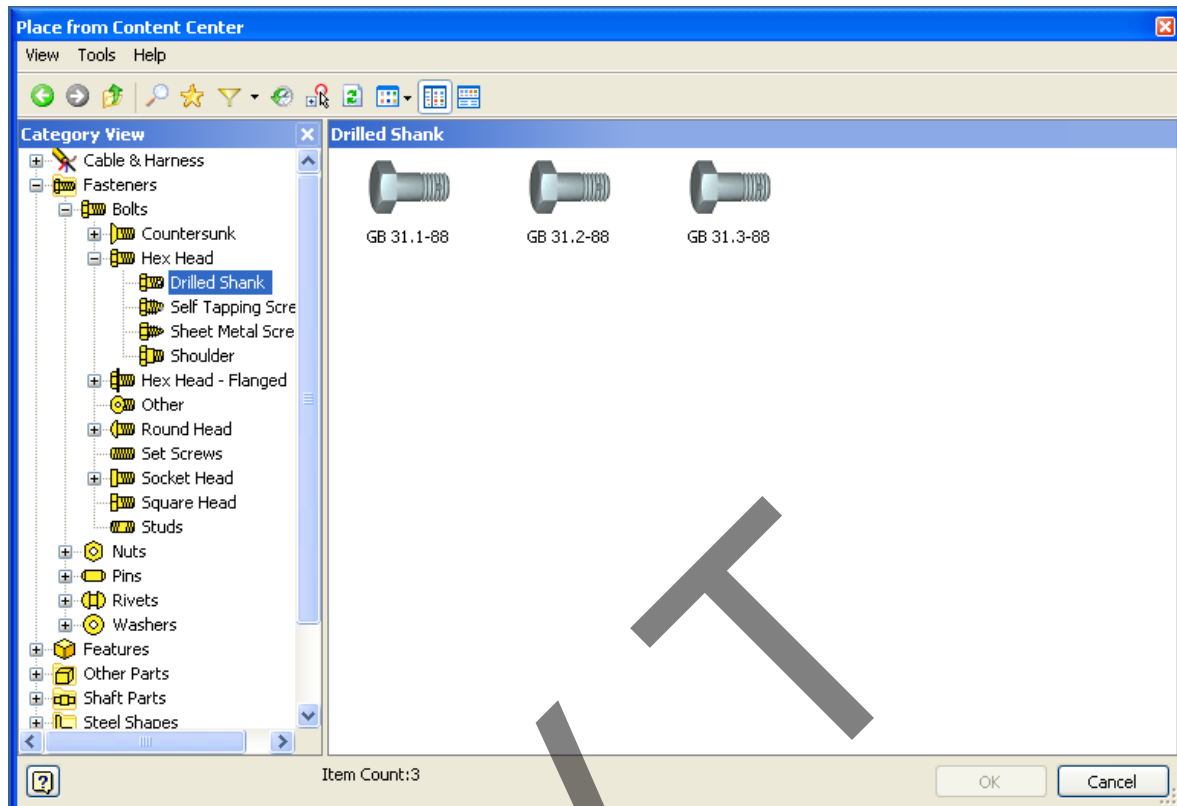 Place from Content Center
View Tools Help
Category View
Drilled Shank
Cable & Harness
Fasteners
Bolts
Countersunk
Hex Head
Drilled Shank
Self Tapping Scre
Sheet Metal Scre
Shoulder
Hex Head - Flanged
Other
Round Head
Set Screws
Socket Head
Square Head
Studs
Nuts
Pins
Rivets
Washers
Features
Other Parts
Shaft Parts
Steel Shapes
GB 31.1-88 GB 31.2-88 GB 31.3-88
Item Count:3
OK Cancel
T